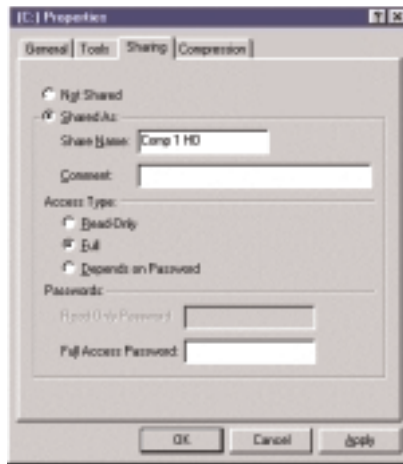 (C:) Properties
General Tools Sharing Compression
Not Shared
Shared As:
Share Name: Comp 1 HD
Comment:
Access Type:
Read-Only
Full
Depends on Password
Passwords:
Read-Only Password:
Full Access Password:
OK Cancel Apply